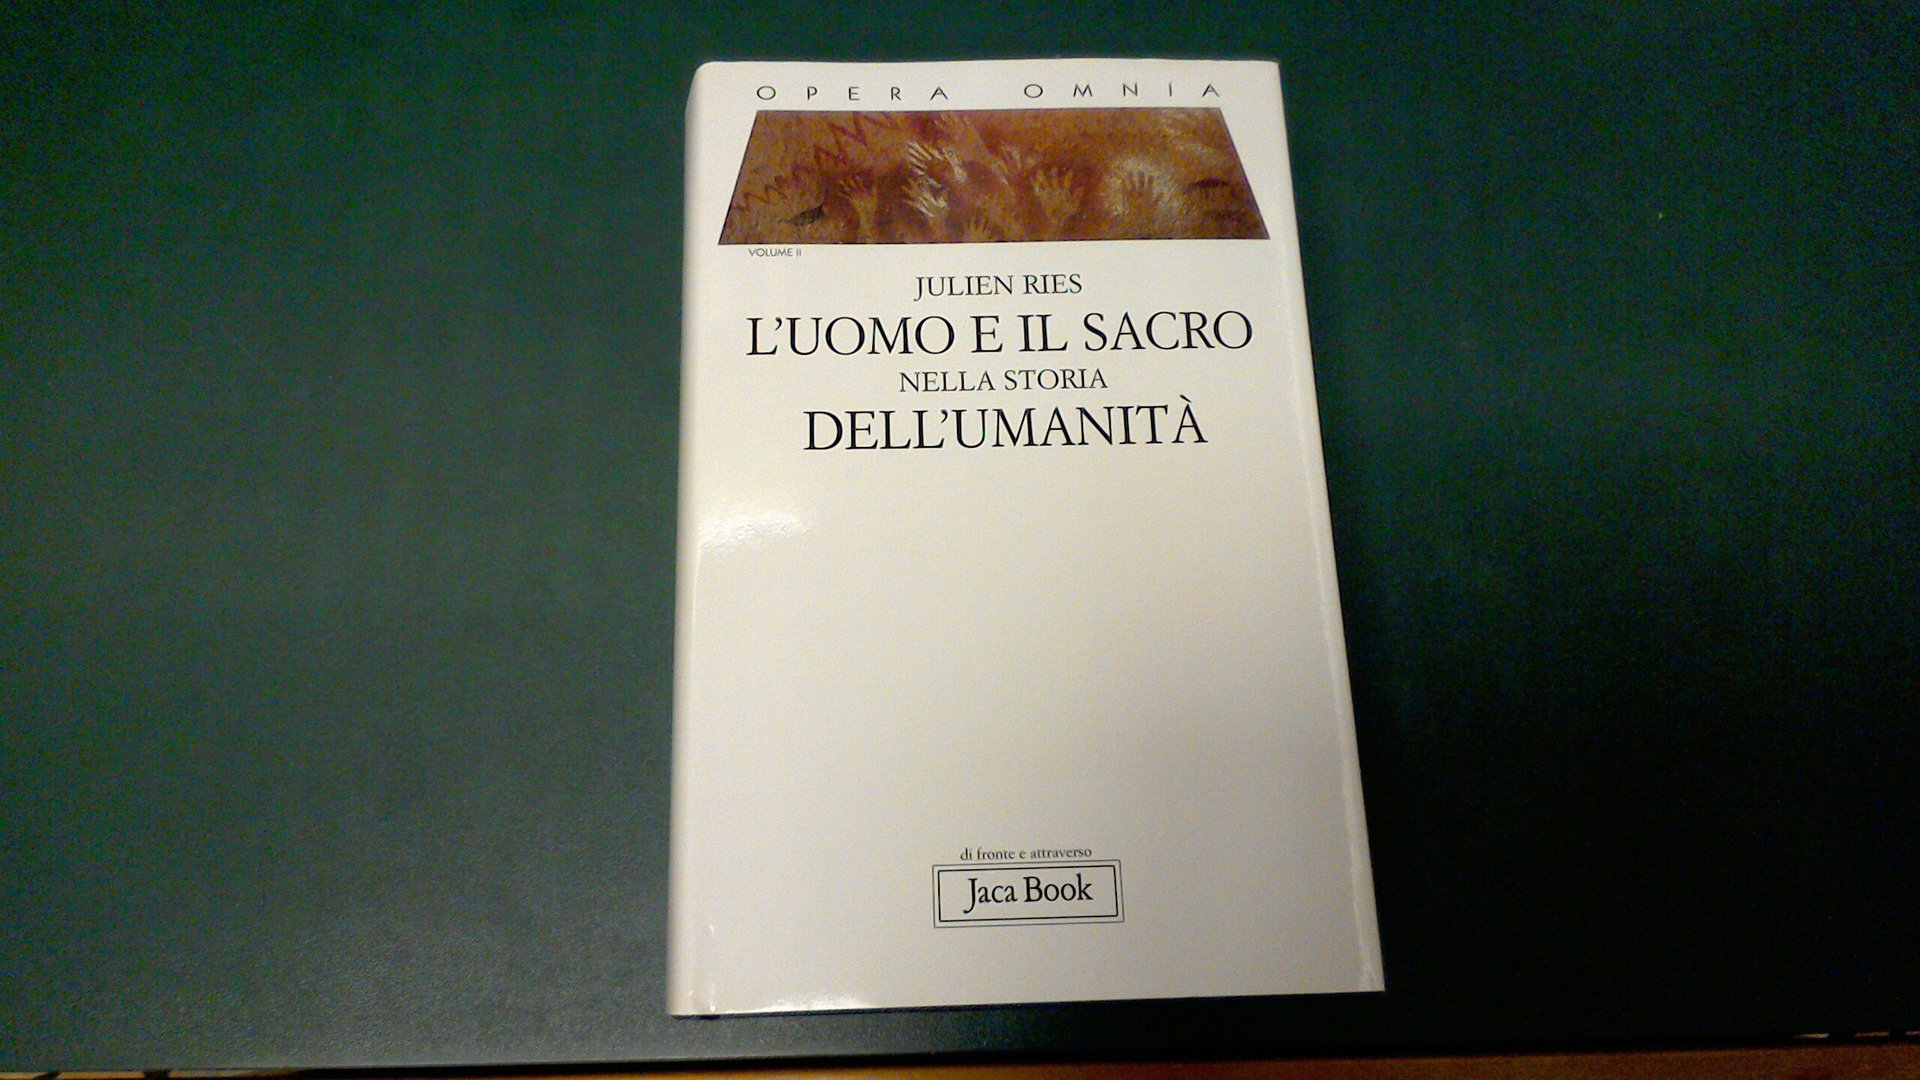 OPERA OMNIA
VOLUME II
JULIEN RIES
L'UOMO E IL SACRO
NELLA STORIA
DELL'UMANITÀ
di fronte e attraverso
Jaca Book